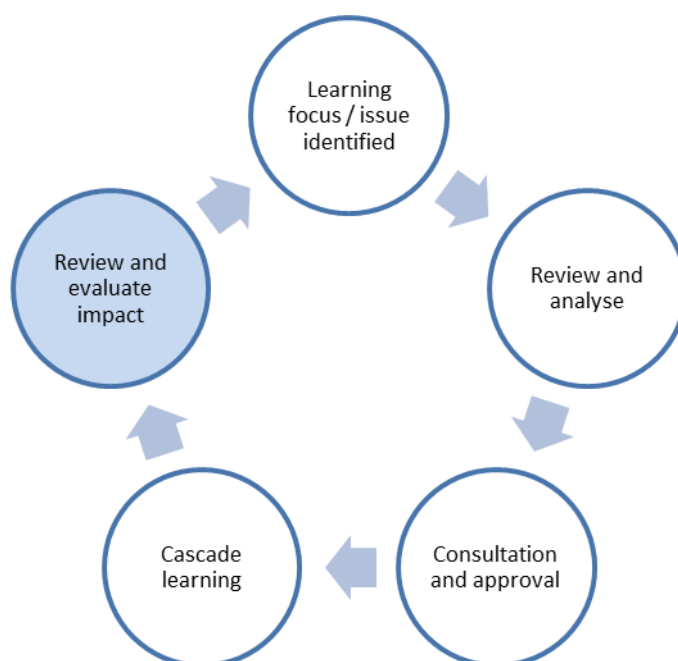 Learning
focus / issue
identified
Review and
analyse
Consultation
and approval
Cascade
learning
Review and
evaluate
impact